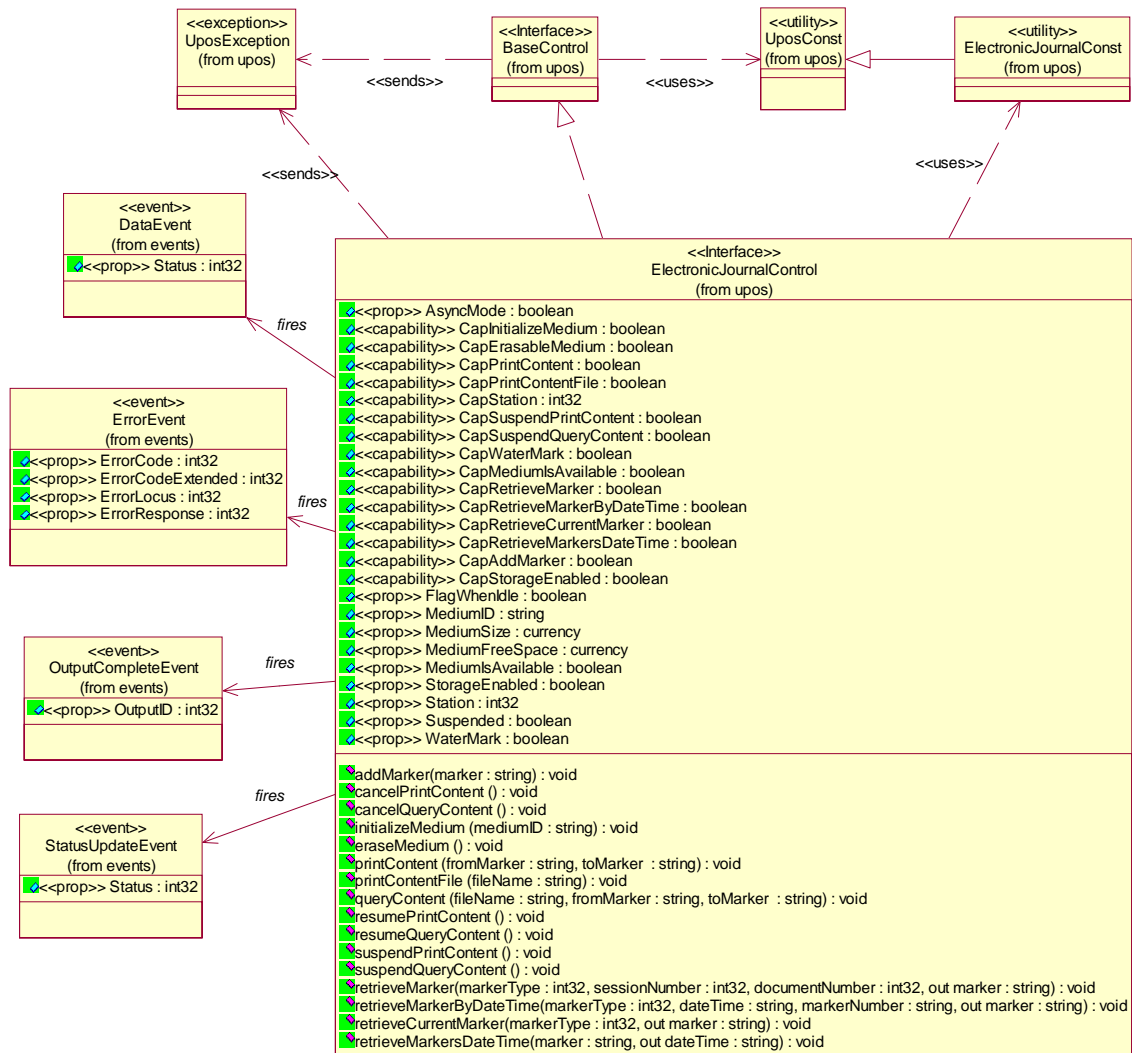 <<exception>>
UposException
(from upos)
<<Interface>>
BaseControl
(from upos)
<<utility>>
UposConst
(from upos)
<<utility>>
ElectronicJournalConst
(from upos)
<<sends>>
<<uses>>
<<sends>>
<<uses>>
<<event>>
DataEvent
(from events)
<<prop>> Status : int32
fires
<<event>>
ErrorEvent
(from events)
<<prop>> ErrorCode : int32
<<prop>> ErrorCodeExtended : int32
<<prop>> ErrorLocus : int32
<<prop>> ErrorResponse : int32
fires
<<event>>
OutputCompleteEvent
(from events)
<<prop>> OutputID : int32
fires
<<event>>
StatusUpdateEvent
(from events)
<<prop>> Status : int32
fires
<<Interface>>
ElectronicJournalControl
(from upos)
<<prop>> AsyncMode : boolean
<<capability>> CapInitializeMedium : boolean
<<capability>> CapErasableMedium : boolean
<<capability>> CapPrintContent : boolean
<<capability>> CapPrintContentFile : boolean
<<capability>> CapStation : int32
<<capability>> CapSuspendPrintContent : boolean
<<capability>> CapSuspendQueryContent : boolean
<<capability>> CapWaterMark : boolean
<<capability>> CapMediumIsAvailable : boolean
<<capability>> CapRetrieveMarker : boolean
<<capability>> CapRetrieveMarkerByDateTime : boolean
<<capability>> CapRetrieveCurrentMarker : boolean
<<capability>> CapRetrieveMarkersDateTime : boolean
<<capability>> CapAddMarker : boolean
<<capability>> CapStorageEnabled : boolean
<<prop>> FlagWhenIdle : boolean
<<prop>> MediumID : string
<<prop>> MediumSize : currency
<<prop>> MediumFreeSpace : currency
<<prop>> MediumIsAvailable : boolean
<<prop>> StorageEnabled : boolean
<<prop>> Station : int32
<<prop>> Suspended : boolean
<<prop>> WaterMark : boolean
addMarker(marker : string) : void
cancelPrintContent () : void
cancelQueryContent () : void
initializeMedium (mediumID : string) : void
eraseMedium () : void
printContent (fromMarker : string, toMarker : string) : void
printContentFile (fileName : string) : void
queryContent (fileName : string, fromMarker : string, toMarker : string) : void
resumePrintContent () : void
resumeQueryContent () : void
suspendPrintContent () : void
suspendQueryContent () : void
retrieveMarker(markerType : int32, sessionNumber : int32, documentNumber : int32, out marker : string) : void
retrieveMarkerByDateTime(markerType : int32, dateTime : string, markerNumber : string, out marker : string) : void
retrieveCurrentMarker(markerType : int32, out marker : string) : void
retrieveMarkersDateTime(marker : string, out dateTime : string) : void